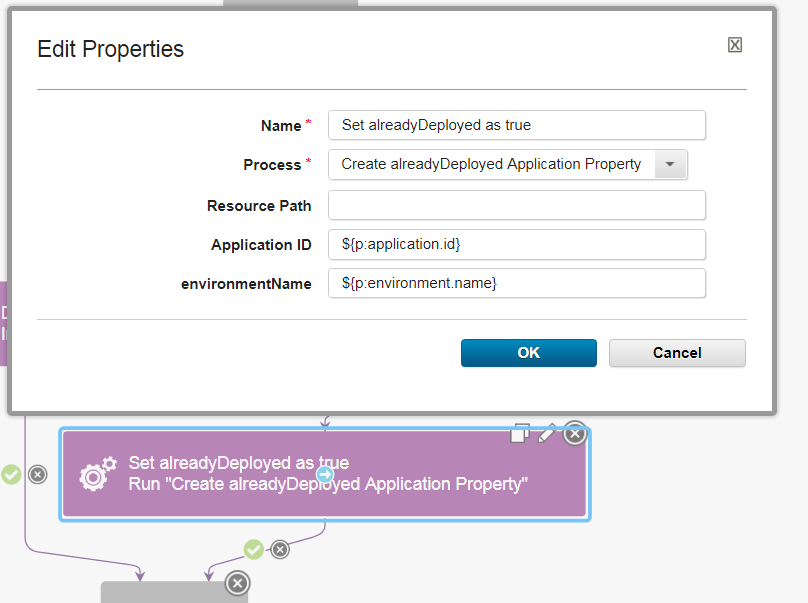 Edit Properties
Name *
Set alreadyDeployed as true
Process *
Create alreadyDeployed Application Property
Resource Path
Application ID
${p:application.id}
environmentName
${p:environment.name}
OK
Cancel
Set alreadyDeployed as true
Run "Create alreadyDeployed Application Property"